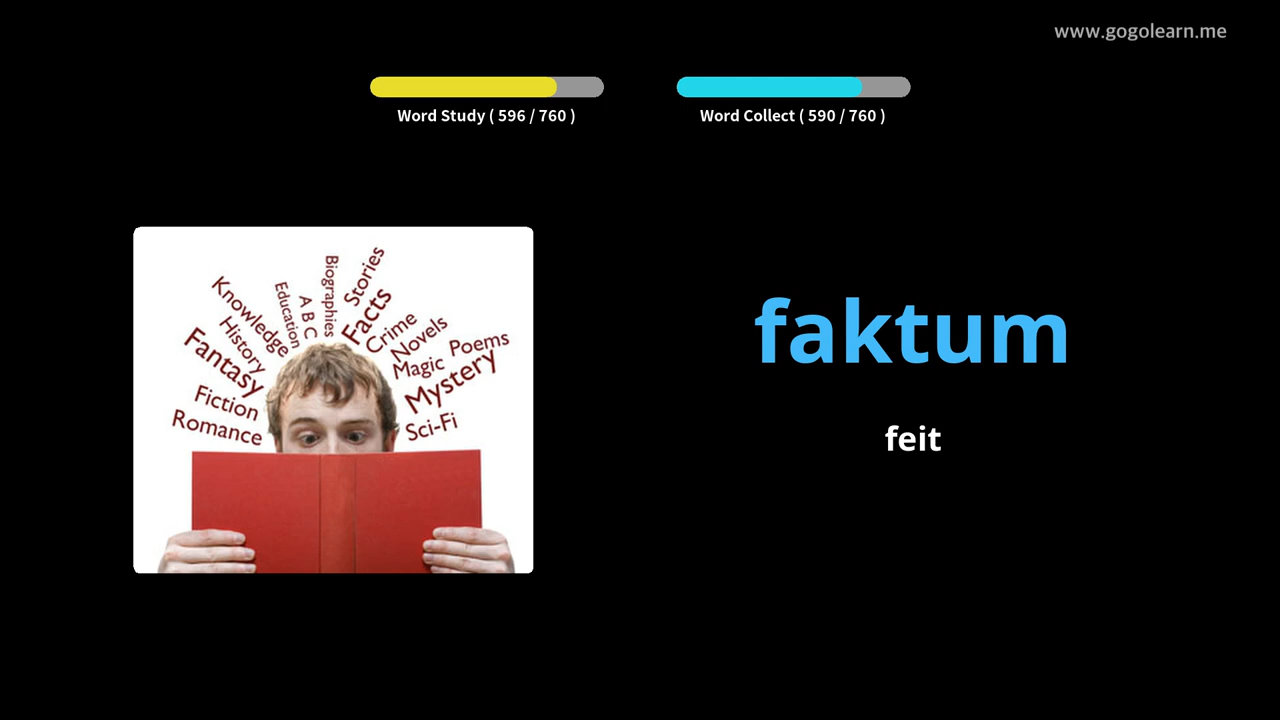 www.gogolearn.me
Word Study ( 596 / 760 )
Word Collect ( 590 / 760 )
Biographies
Stories
Education
A B C
Facts
Knowledge
Crime
History
Novels
Poems
Fantasy
Magic
Mystery
Fiction
Romance
Sci-Fi
faktum
feit